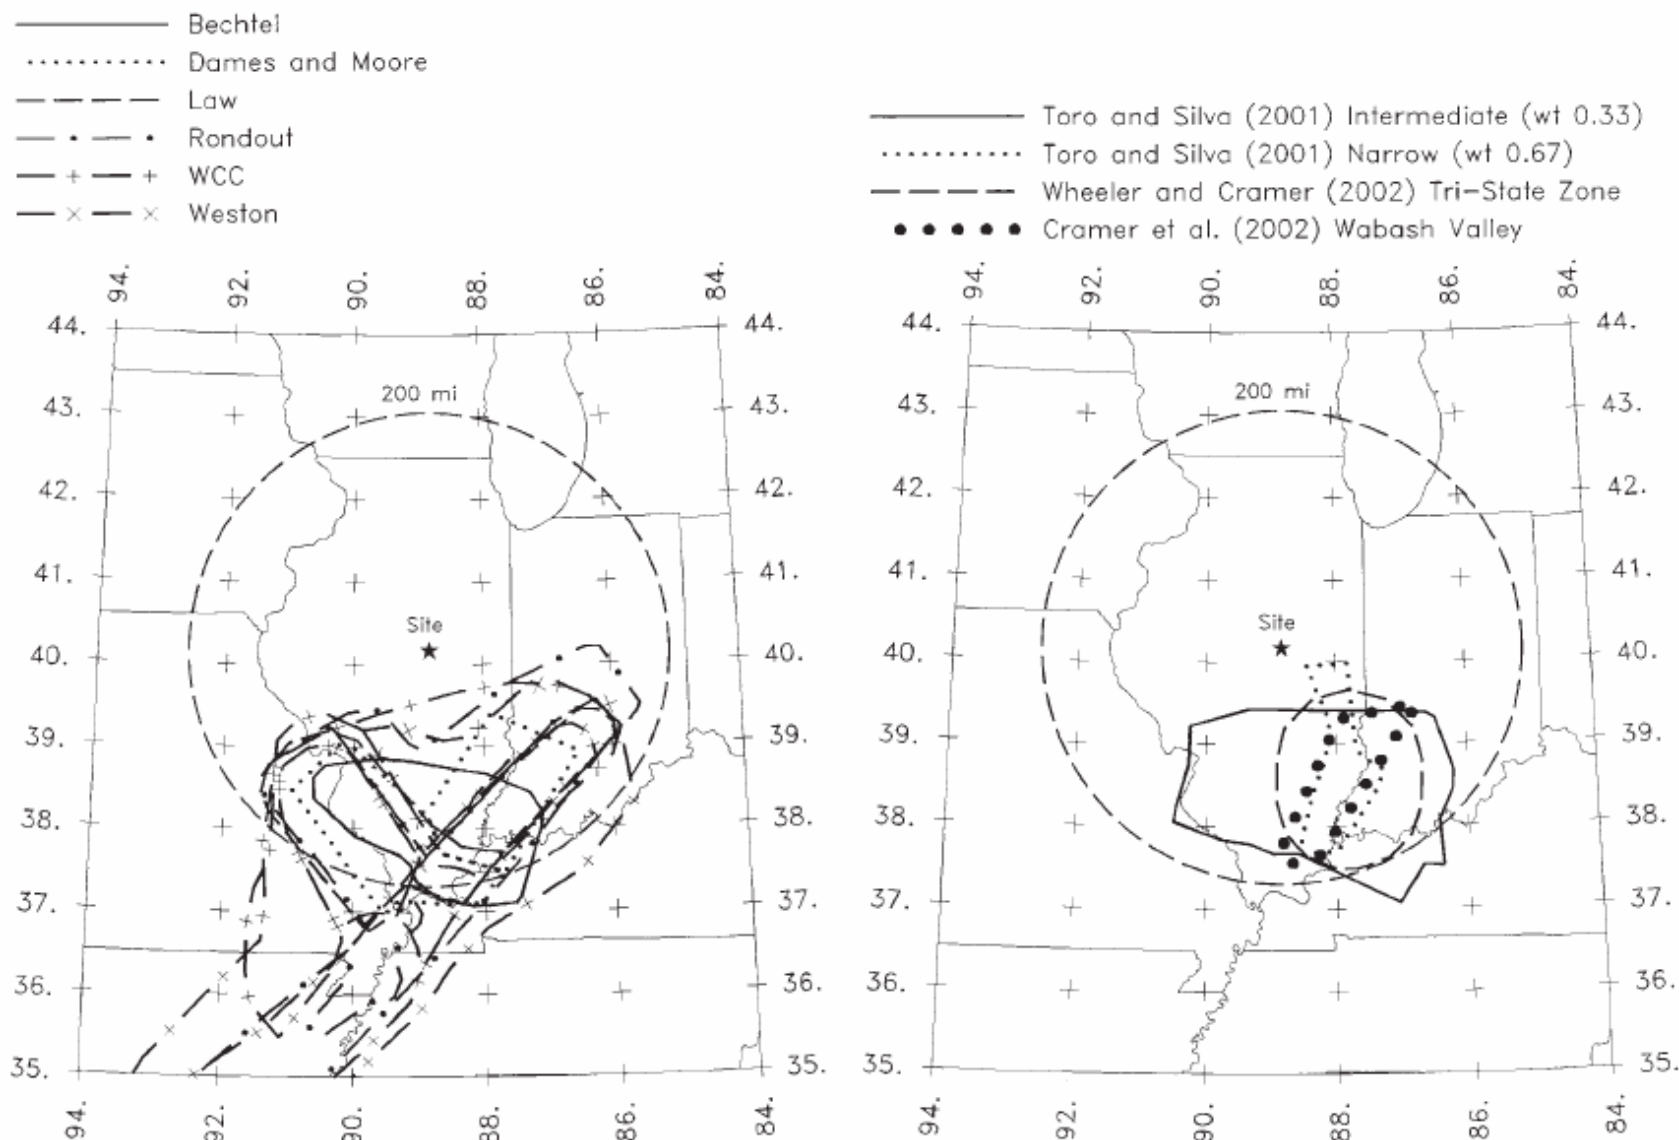 Bechtel
Dames and Moore
Law
Rondout
WCC
Weston
Toro and Silva (2001) Intermediate (wt 0.33)
Toro and Silva (2001) Narrow (wt 0.67)
Wheeler and Cramer (2002) Tri-State Zone
Cramer et al. (2002) Wabash Valley
94. 92. 90. 88. 86. 84.
44. 44.
200 mi
43. 43.
42. 42.
41. 41.
Site
40. 40.
39. 39.
38. 38.
37. 37.
36. 36.
35. 35.
94. 92. 90. 88. 86. 84.
94. 92. 90. 88. 86. 84.
44. 44.
200 mi
43. 43.
42. 42.
41. 41.
Site
40. 40.
39. 39.
38. 38.
37. 37.
36. 36.
35. 35.
94. 92. 90. 88. 86. 84.